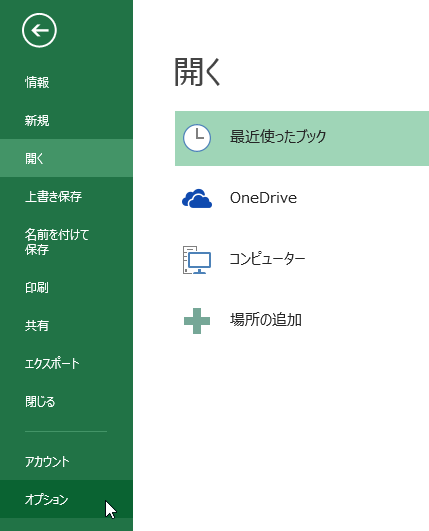 情報
新規
開く
上書き保存
名前を付けて
保存
印刷
共有
エクスポート
閉じる
アカウント
オプション
開く
最近使ったブック
OneDrive
コンピューター
場所の追加